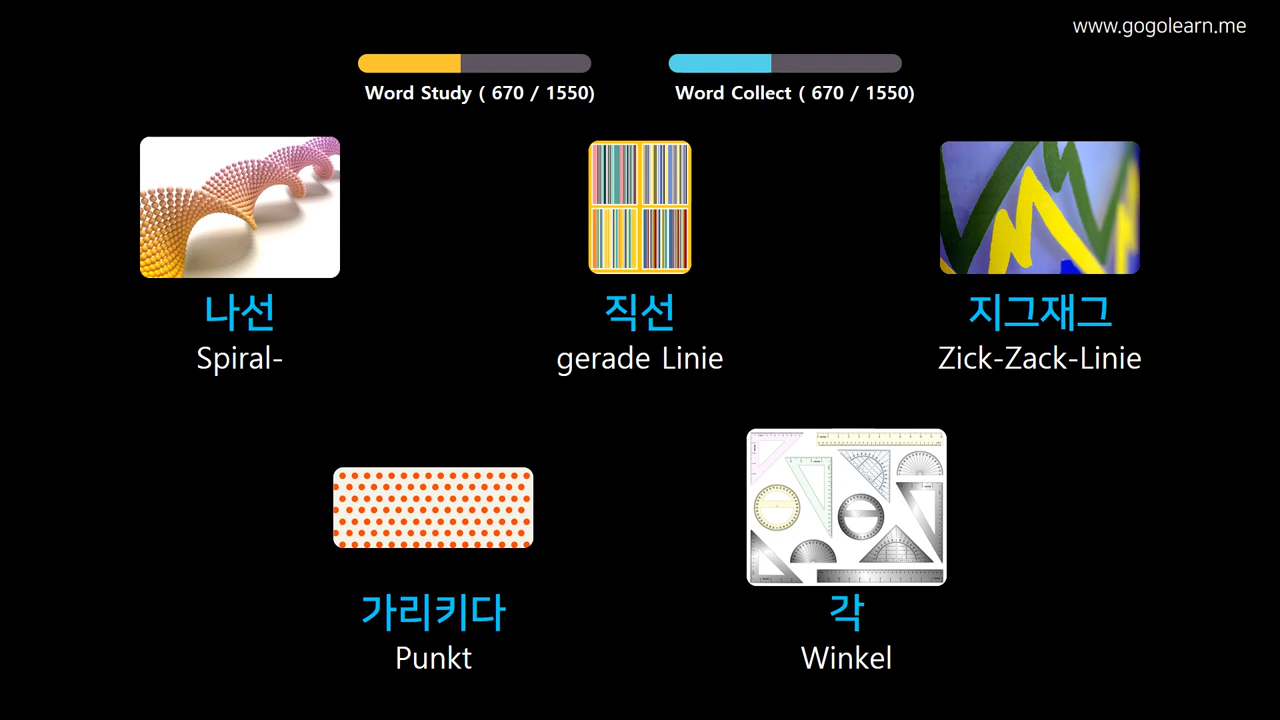 www.gogolearn.me
Word Study ( 670 / 1550)
Word Collect ( 670 / 1550)
나선
직선
지그재그
Spiral-
gerade Linie
Zick-Zack-Linie
가리키다
각
Punkt
Winkel